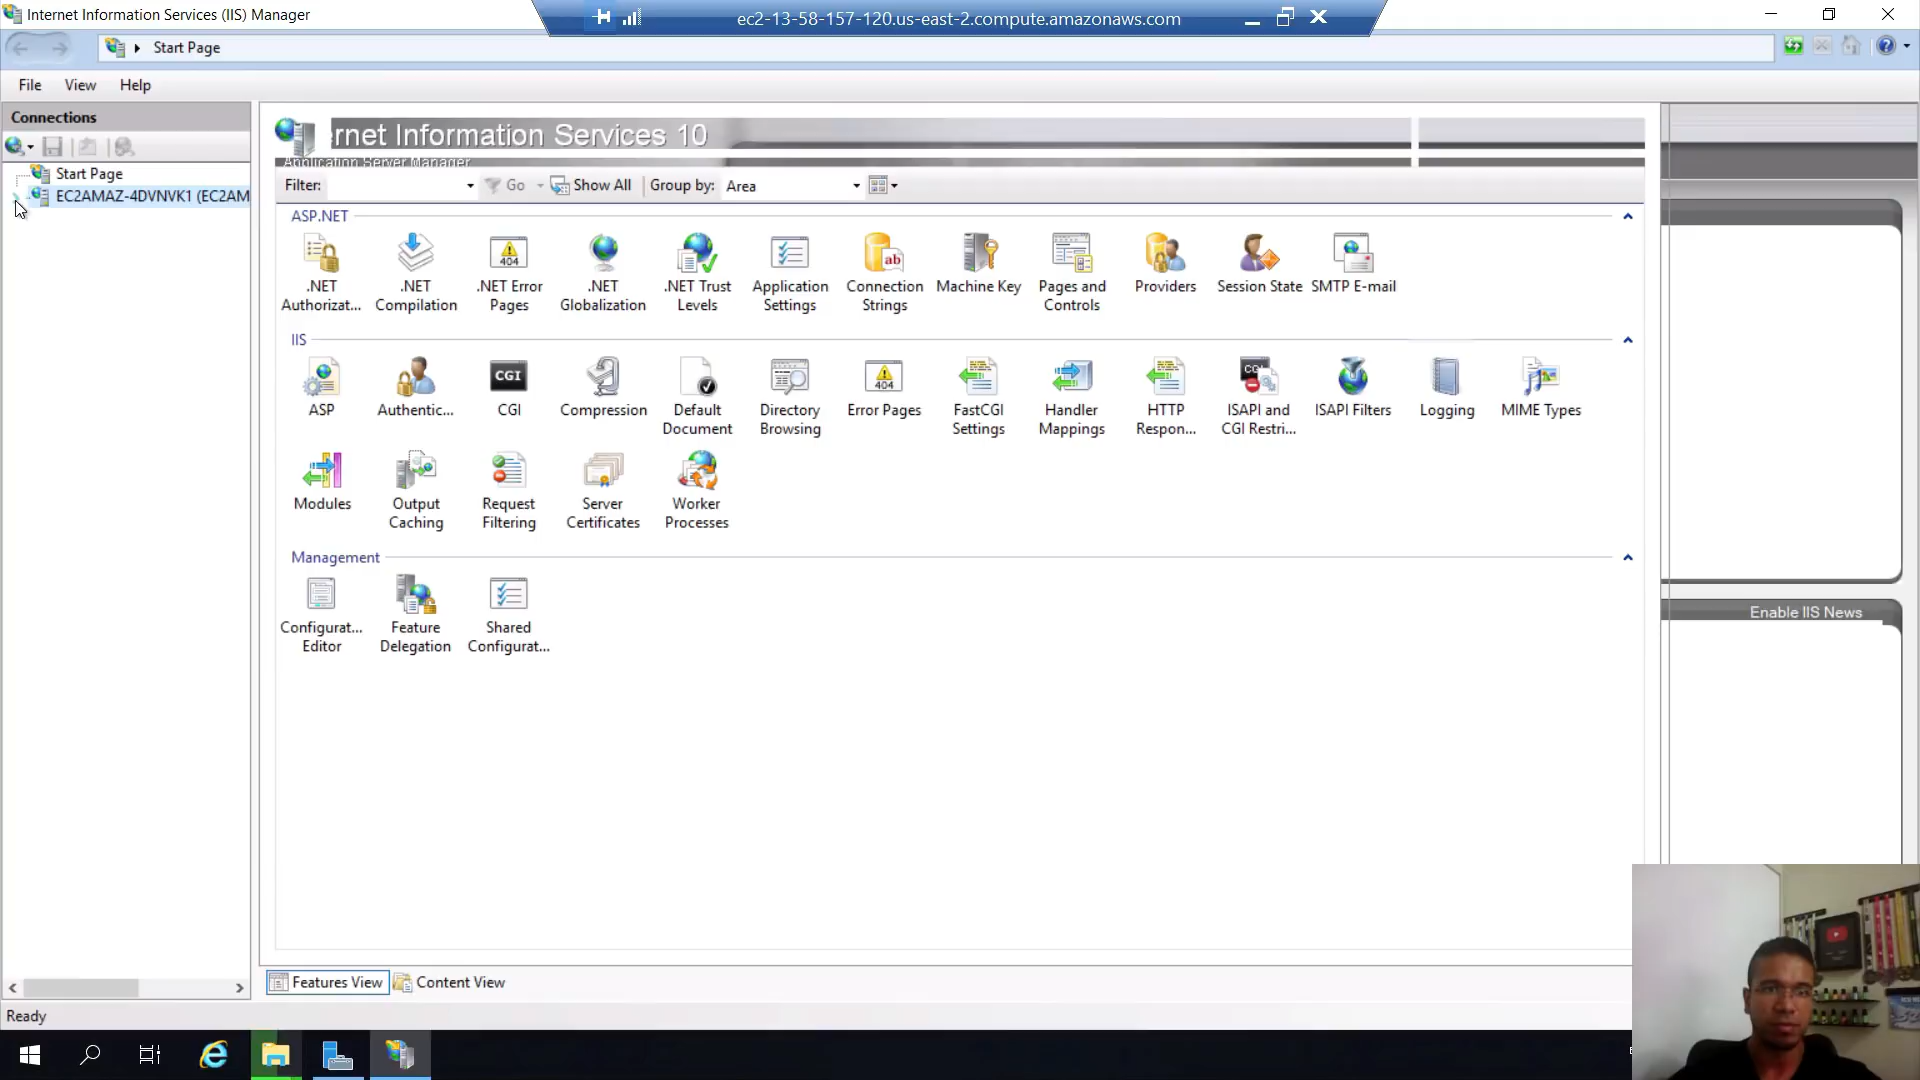 Internet Information Services (IIS) Manager
ec2-13-58-157-120.us-east-2.compute.amazonaws.com
Start Page
File View Help
Connections
Start Page
EC2AMAZ-4DVNVK1 (EC2AM
ernet Information Services 10
Application Server Manager
Filter: Go Show All Group by: Area
ASP.NET
.NET Authorizat...
.NET Compilation
.NET Error Pages
.NET Globalization
.NET Trust Levels
Application Settings
Connection Strings
Machine Key
Pages and Controls
Providers
Session State
SMTP E-mail
IIS
ASP
Authentic...
CGI
Compression
Default Document
Directory Browsing
Error Pages
FastCGI Settings
Handler Mappings
HTTP Respon...
ISAPI and CGI Restri...
ISAPI Filters
Logging
MIME Types
Modules
Output Caching
Request Filtering
Server Certificates
Worker Processes
Management
Configurat... Editor
Feature Delegation
Shared Configurat...
Enable IIS News
Features View Content View
Ready